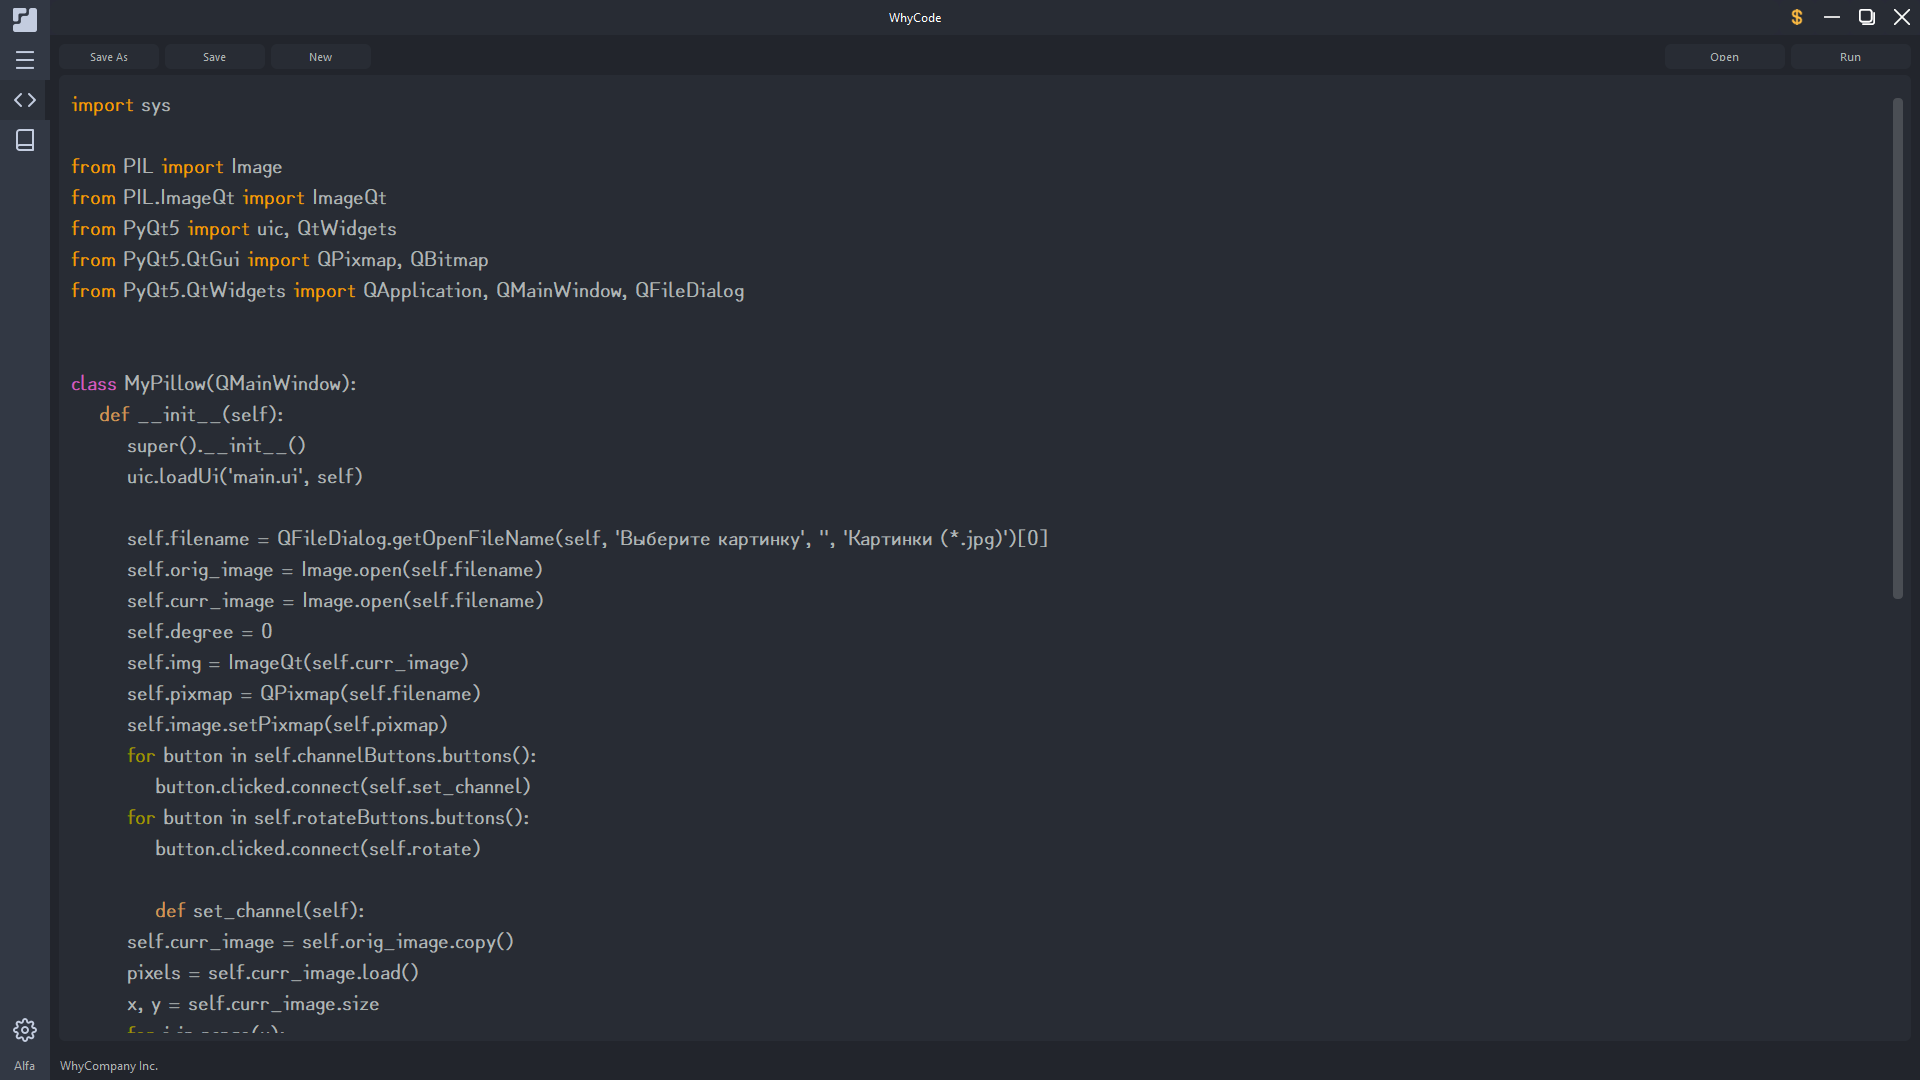 WhyCode
$
Save As
Save
New
Open
Run
import sys
from PIL import Image
from PIL.ImageQt import ImageQt
from PyQt5 import uic, QtWidgets
from PyQt5.QtGui import QPixmap, QBitmap
from PyQt5.QtWidgets import QApplication, QMainWindow, QFileDialog
class MyPillow(QMainWindow):
def __init__(self):
super().__init__()
uic.loadUi('main.ui', self)
self.filename = QFileDialog.getOpenFileName(self, 'Выберите картинку', '', 'Картинки (*.jpg)')[0]
self.orig_image = Image.open(self.filename)
self.curr_image = Image.open(self.filename)
self.degree = 0
self.img = ImageQt(self.curr_image)
self.pixmap = QPixmap(self.filename)
self.image.setPixmap(self.pixmap)
for button in self.channelButtons.buttons():
button.clicked.connect(self.set_channel)
for button in self.rotateButtons.buttons():
button.clicked.connect(self.rotate)
def set_channel(self):
self.curr_image = self.orig_image.copy()
pixels = self.curr_image.load()
x, y = self.curr_image.size
Alfa
WhyCompany Inc.